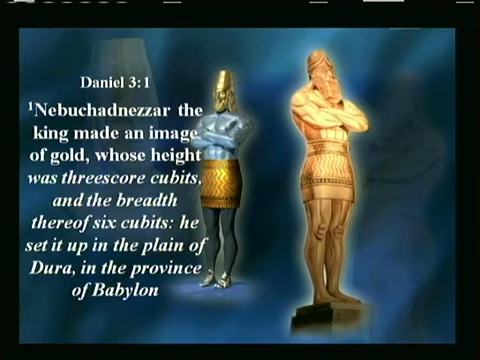 Daniel 3:1
¹Nebuchadnezzar the
king made an image
of gold, whose height
was threescore cubits,
and the breadth
thereof six cubits: he
set it up in the plain of
Dura, in the province
of Babylon